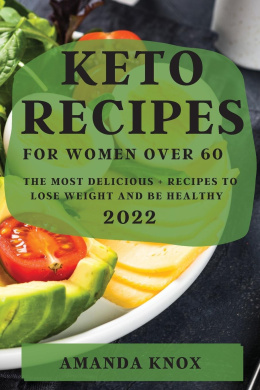 KETO
RECIPES
FOR WOMEN OVER 60
THE MOST DELICIOUS + RECIPES TO
LOSE WEIGHT AND BE HEALTHY
2022
AMANDA KNOX